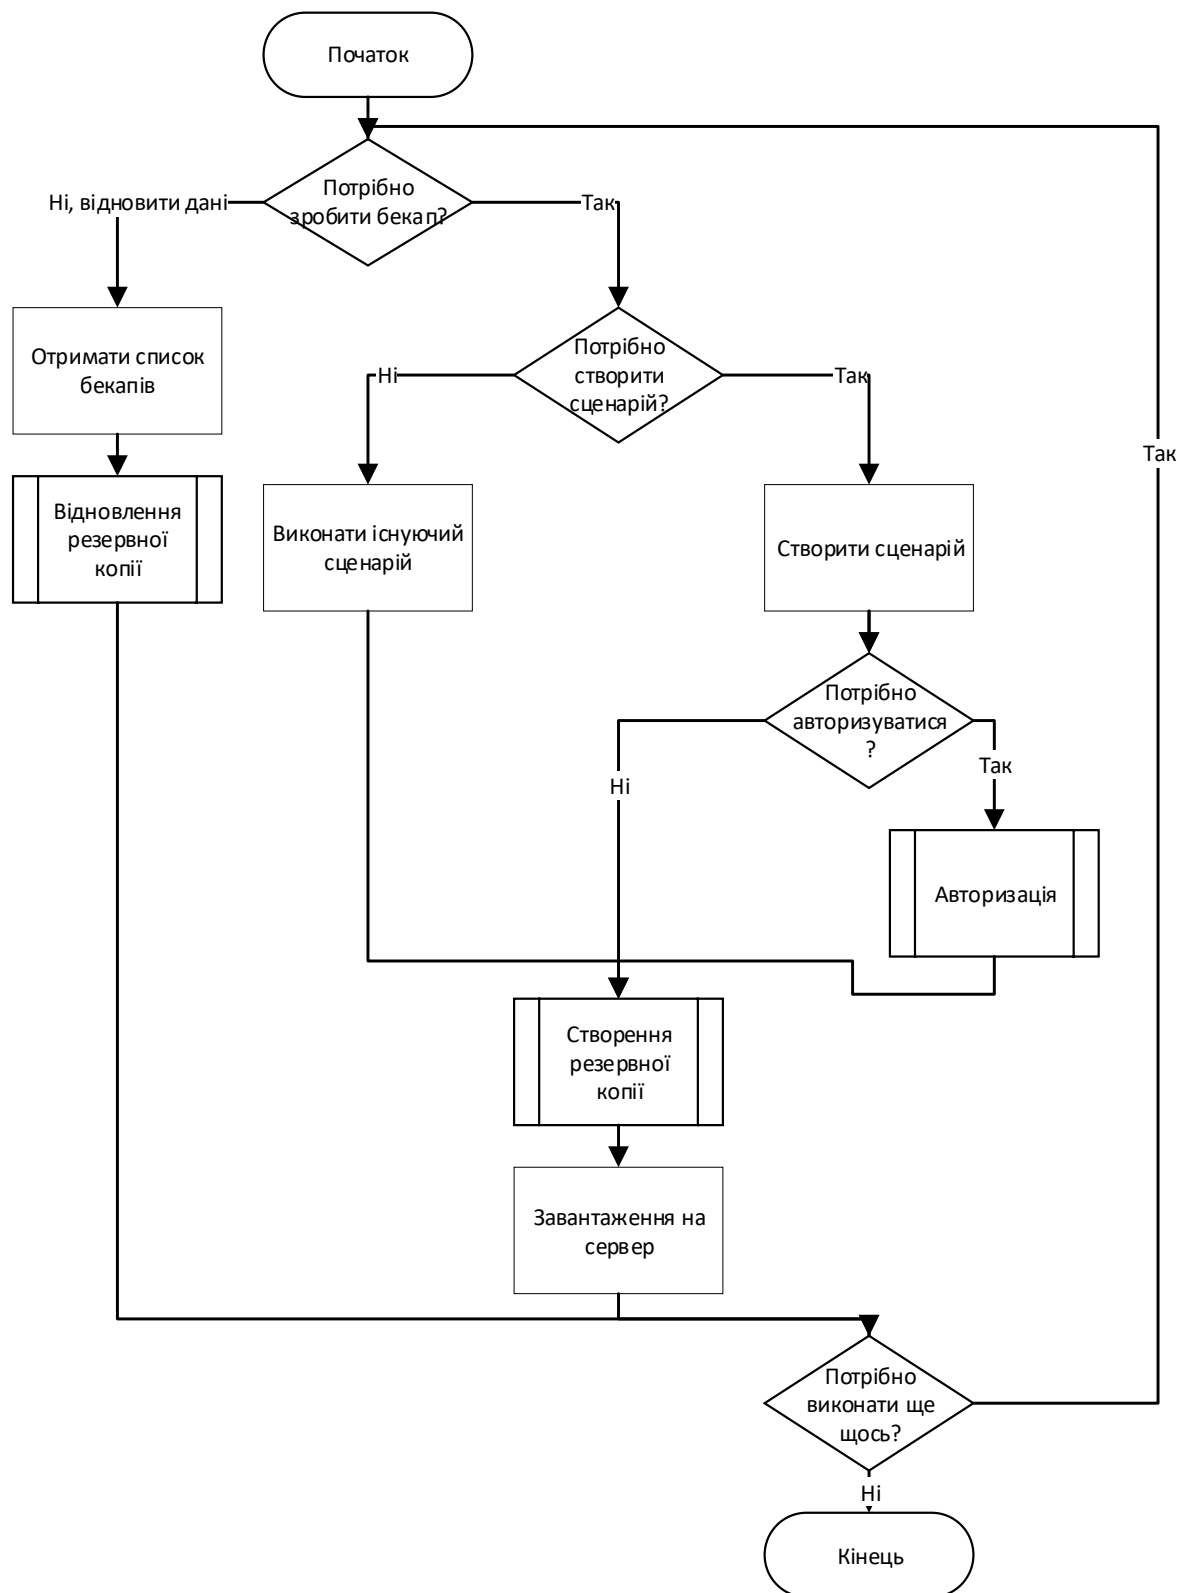 Початок
Потрібно
зробити бекап?
Ні, відновити дані
Так
Отримати список
бекапів
Потрібно
створити
сценарій?
Ні
Так
Так
Відновлення
резервної
копії
Виконати існуючий
сценарій
Створити сценарій
Потрібно
авторизуватися
?
Ні
Так
Авторизація
Створення
резервної
копії
Завантаження на
сервер
Потрібно
виконати ще
щось?
Ні
Кінець